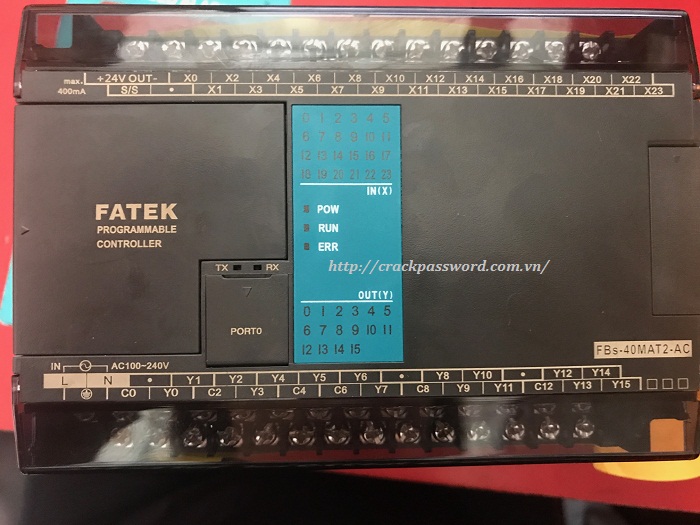 max. 400mA
+24V OUT- X0 X2 X4 X6 X8 X10 X12 X14 X16 X18 X20 X22
S/S • X1 X3 X5 X7 X9 X11 X13 X15 X17 X19 X21 X23
0 1 2 3 4 5
6 7 8 9 10 11
12 13 14 15 16 17
18 19 20 21 22 23
IN(X)
POW
RUN
ERR
FATEK
PROGRAMMABLE
CONTROLLER
http://crackpassword.com.vn/
TX RX
PORT0
OUT(Y)
0 1 2 3 4 5
6 7 8 9 10 11
12 13 14 15
FBs-40MAT2-AC
IN AC100~240V
L N • Y1 Y2 Y4 Y5 Y6 • Y8 Y10 • Y12 Y14
C0 Y0 C2 Y3 C4 C6 Y7 C8 Y9 Y11 C12 Y13 Y15